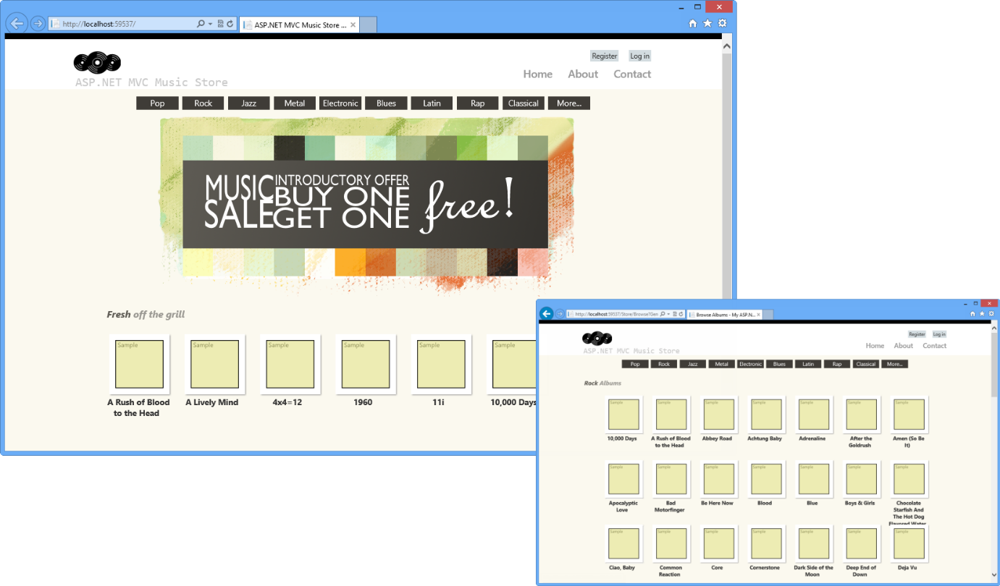 http://localhost:59537/
ASP.NET MVC Music Store ...
Register Log in
ASP.NET MVC Music Store
Home About Contact
Pop Rock Jazz Metal Electronic Blues Latin Rap Classical More...
MUSIC SALE
INTRODUCTORY OFFER
BUY ONE
GET ONE
free!
Fresh off the grill
Sample Sample Sample Sample Sample Sample
A Rush of Blood A Lively Mind 4x4=12 1960 11i 10,000 Days
to the Head
http://localhost:59537/Store/Browse?Gen
Browse Albums - My ASP.N...
Register Log in
ASP.NET MVC Music Store
Home About Contact
Pop Rock Jazz Metal Electronic Blues Latin Rap Classical More...
Rock Albums
Sample Sample Sample Sample Sample Sample Sample
10,000 Days A Rush of Blood Abbey Road Achtung Baby Adrenaline After the Amen (So Be
to the Head Goldrush It)
Sample Sample Sample Sample Sample Sample Sample
Apocalyptic Bad Be Here Now Blood Blue Boys & Girls Chocolate
Love Motorfinger Starfish And
The Hot Dog
Flavored Water
Sample Sample Sample Sample Sample Sample Sample
Ciao, Baby Common Core Cornerstone Dark Side of the Deep End of Deja Vu
Reaction Moon Down